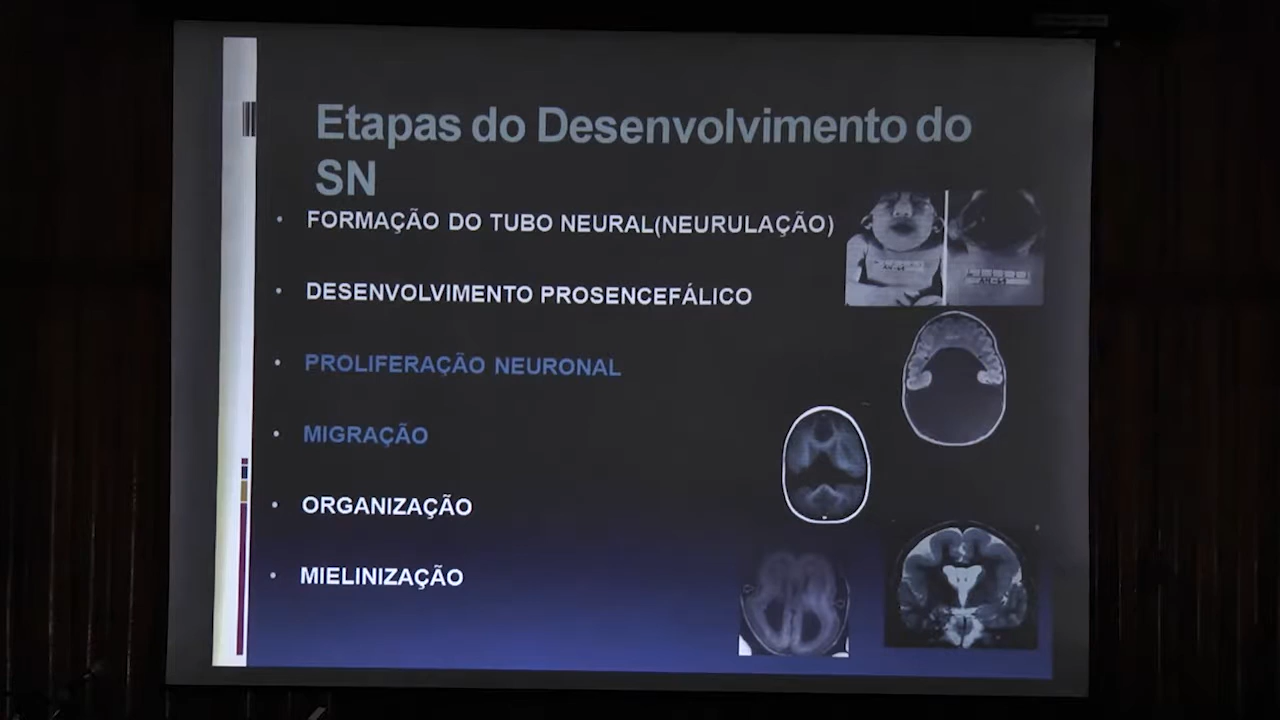 Etapas do Desenvolvimento do
SN
• FORMAÇÃO DO TUBO NEURAL(NEURULAÇÃO)
• DESENVOLVIMENTO PROSENCEFÁLICO
• PROLIFERAÇÃO NEURONAL
• MIGRAÇÃO
• ORGANIZAÇÃO
• MIELINIZAÇÃO